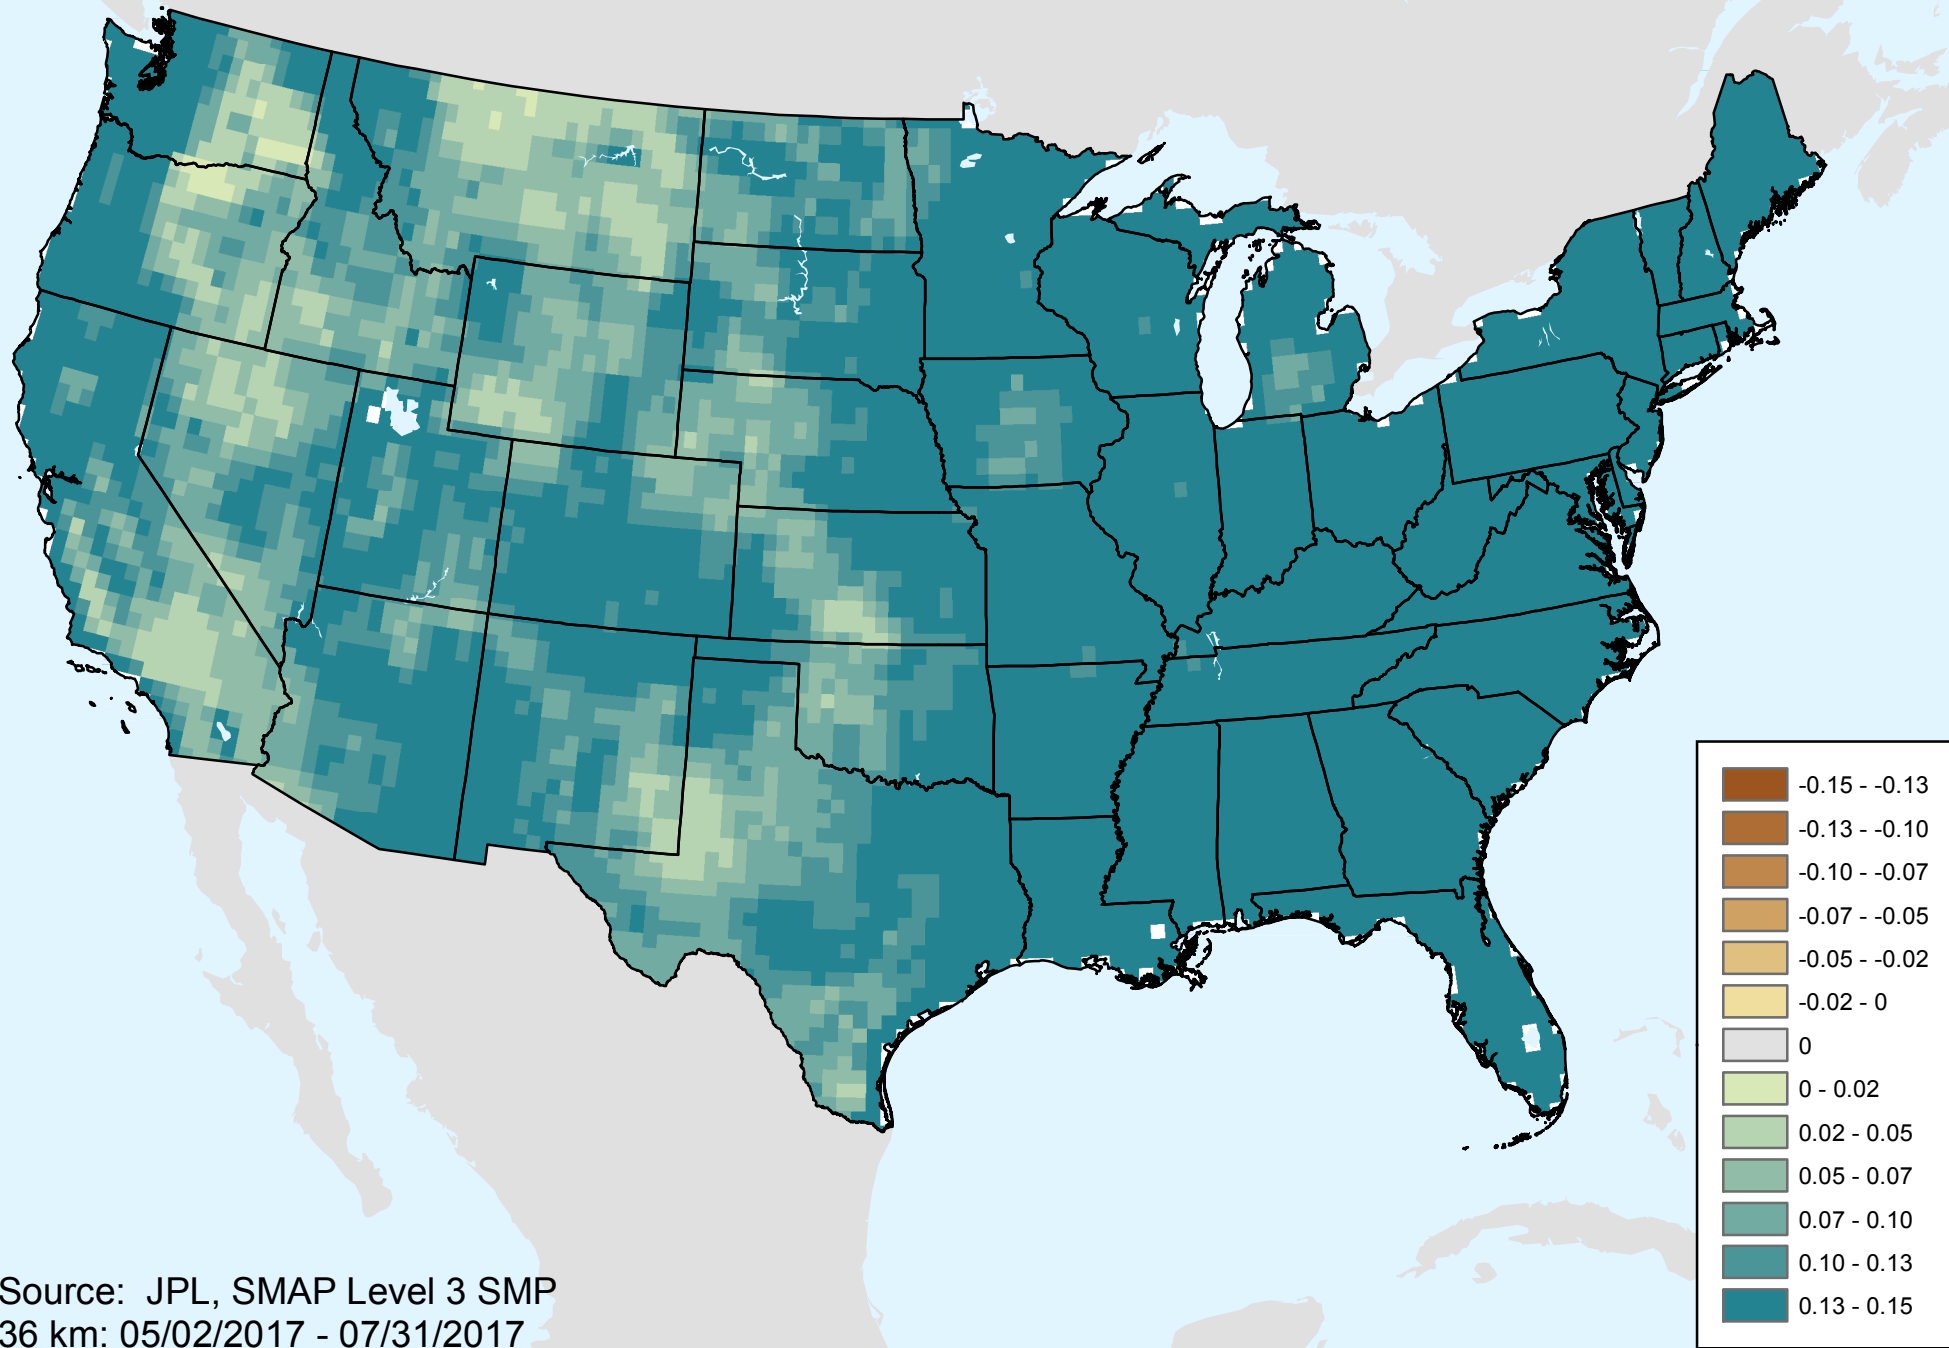 -0.15 - -0.13
-0.13 - -0.10
-0.10 - -0.07
-0.07 - -0.05
-0.05 - -0.02
-0.02 - 0
0
0 - 0.02
0.02 - 0.05
0.05 - 0.07
0.07 - 0.10
0.10 - 0.13
0.13 - 0.15
Source: JPL, SMAP Level 3 SMP
36 km: 05/02/2017 - 07/31/2017